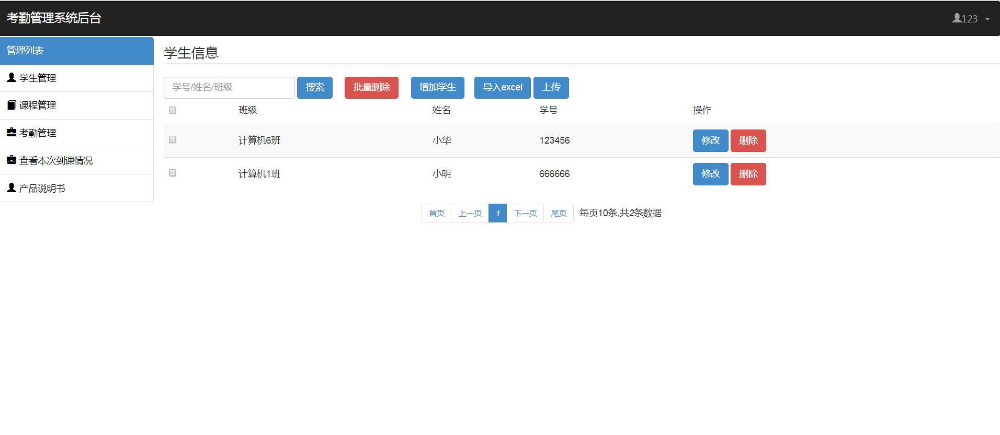 考勤管理系统后台
123
管理列表
学生管理
课程管理
考勤管理
查看本次到课情况
产品说明书
学生信息
学号/姓名/班级 搜索 批量删除 增加学生 导入excel 上传
班级 姓名 学号 操作
计算机6班 小华 123456 修改 删除
计算机1班 小明 666666 修改 删除
首页 上一页 1 下一页 尾页 每页10条,共2条数据